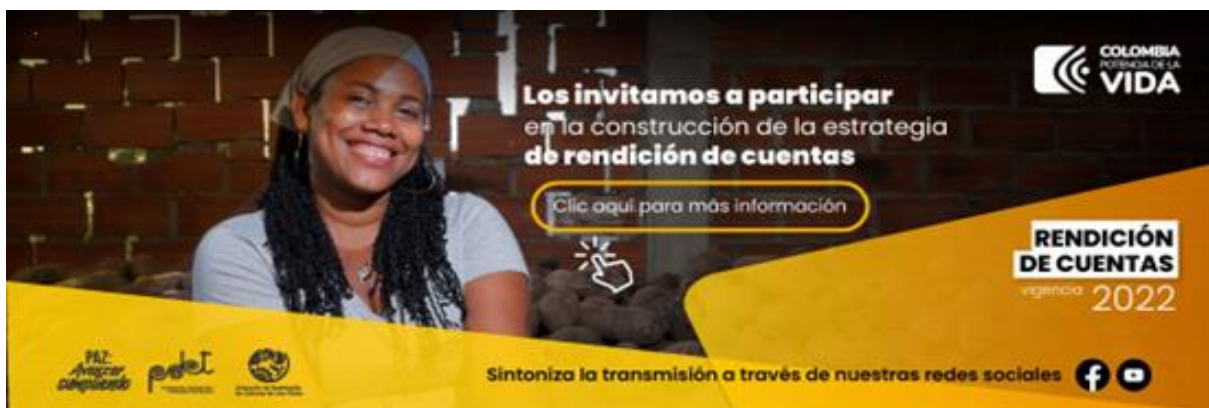 COLOMBIA
POTENCIA DE LA
VIDA
Los invitamos a participar
en la construcción de la estrategia
de rendición de cuentas
Clic aquí para más información
RENDICIÓN
DE CUENTAS
vigencia 2022
PAZ:
Avanzar
cumpliendo
pdet
Sintoniza la transmisión a través de nuestras redes sociales